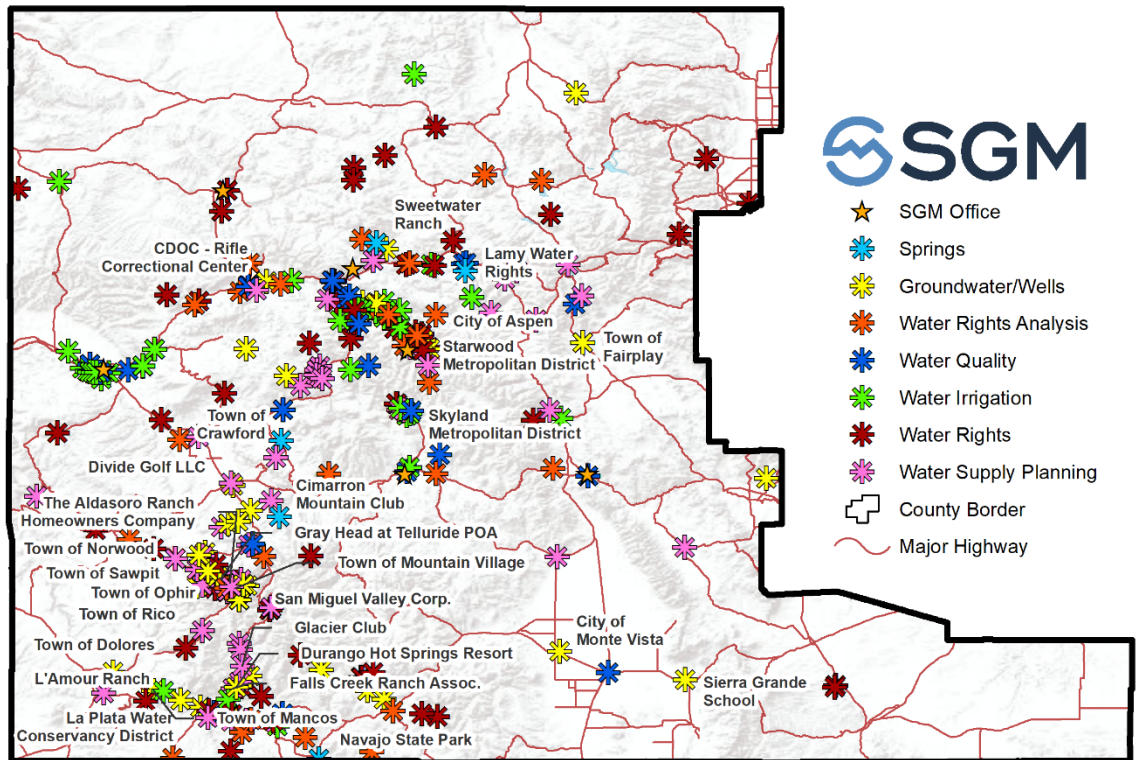 SGM
SGM Office
Springs
Groundwater/Wells
Water Rights Analysis
Water Quality
Water Irrigation
Water Rights
Water Supply Planning
County Border
Major Highway
Sweetwater
Ranch
CDOC - Rifle
Correctional Center
Lamy Water
Rights
City of Aspen
Starwood
Metropolitan District
Town of
Fairplay
Town of
Crawford
Skyland
Metropolitan District
Divide Golf LLC
Cimarron
Mountain Club
The Aldasoro Ranch
Homeowners Company
Gray Head at Telluride POA
Town of Norwood
Town of Mountain Village
Town of Sawpit
Town of Ophir
San Miguel Valley Corp.
Town of Rico
Glacier Club
City of
Monte Vista
Town of Dolores
Durango Hot Springs Resort
L'Amour Ranch
Falls Creek Ranch Assoc.
Sierra Grande
School
La Plata Water
Conservancy District
Town of Mancos
Navajo State Park